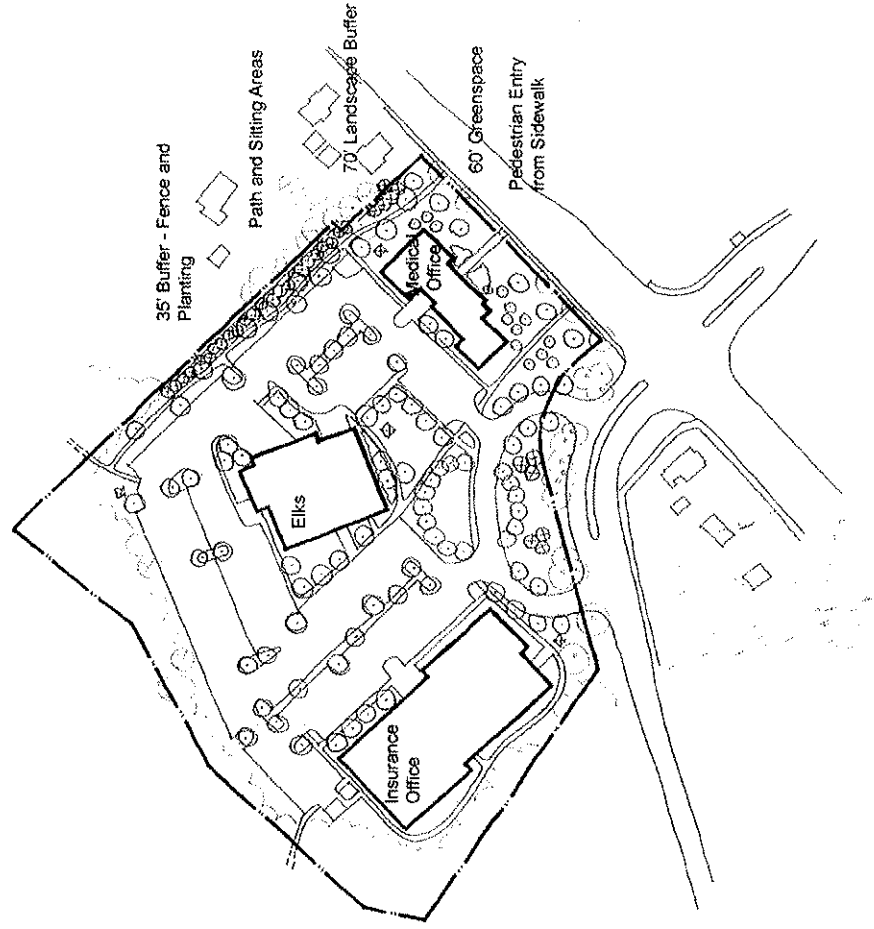 35' Buffer - Fence and
Planting
Path and Sitting Areas
70' Landscape Buffer
60' Greenspace
Pedestrian Entry
from Sidewalk
Medical
Office
Elks
Insurance
Office